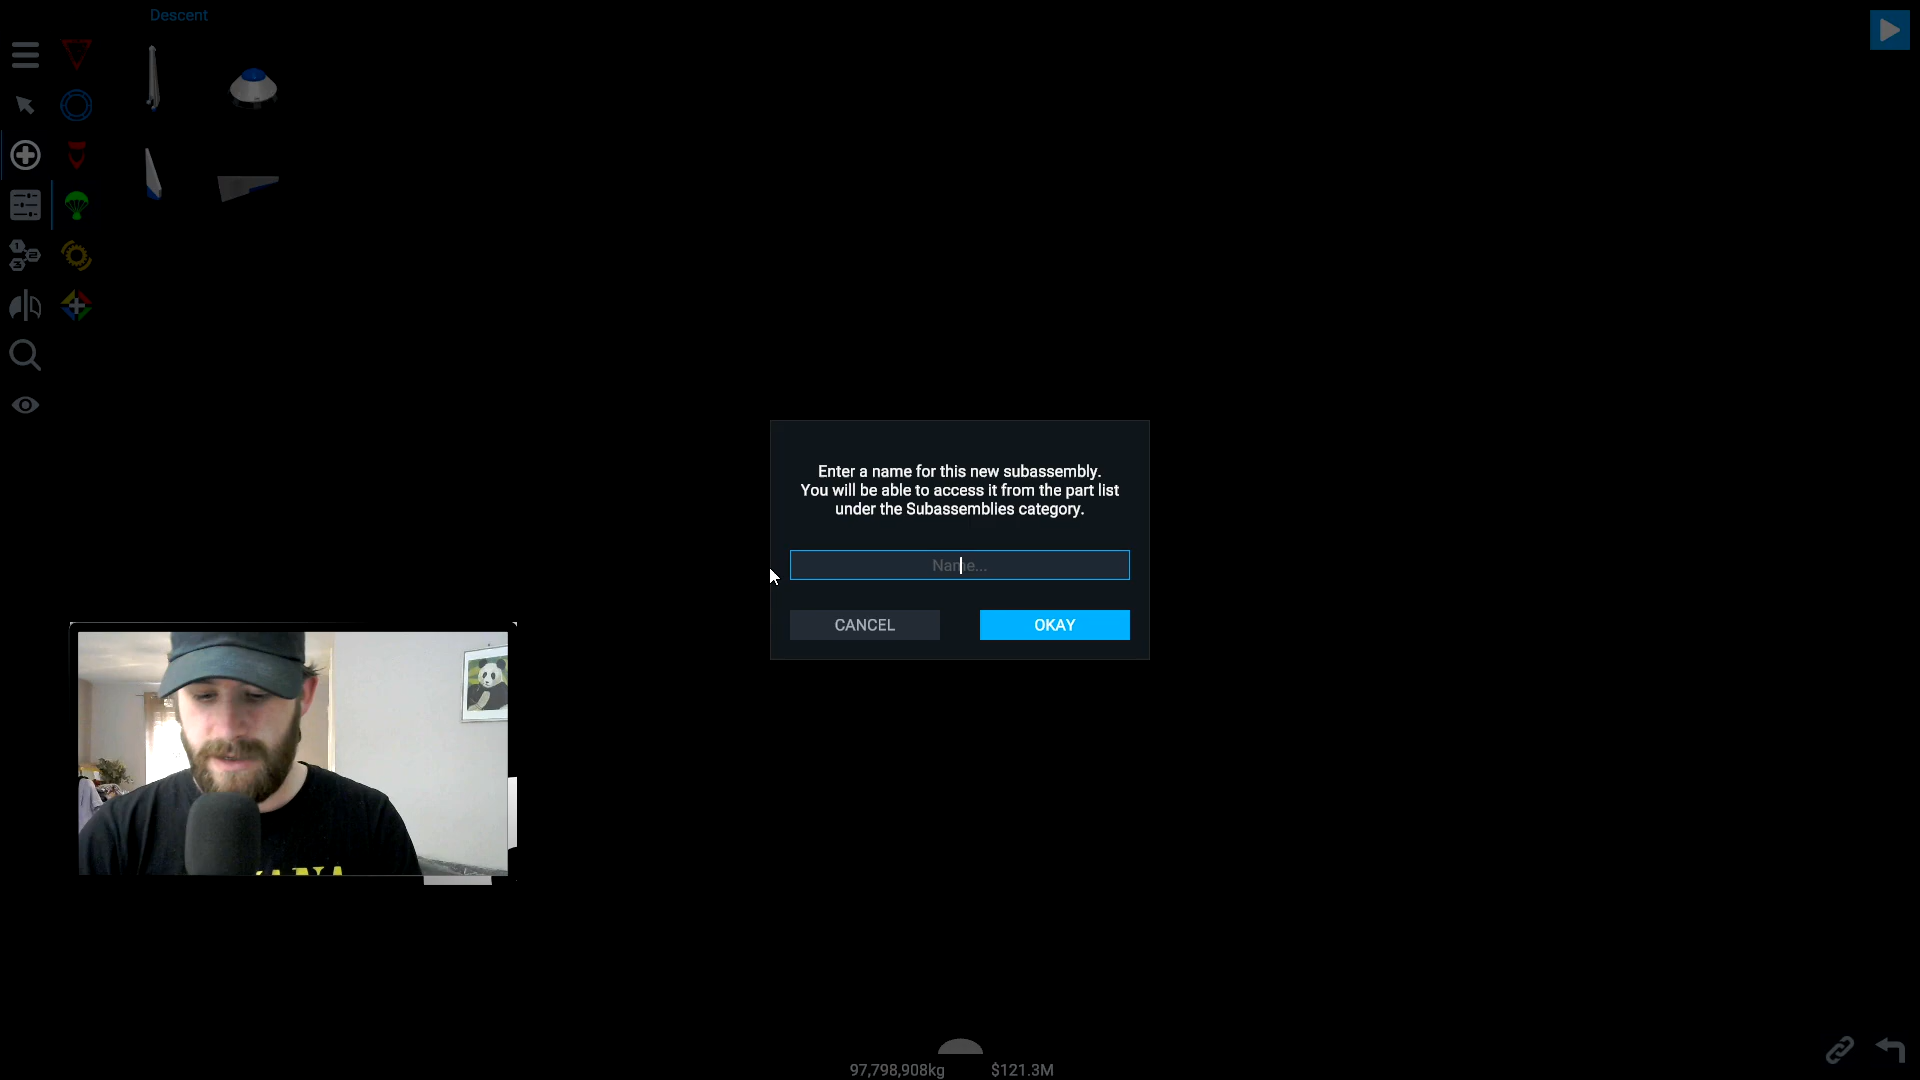 Descent
Enter a name for this new subassembly.
You will be able to access it from the part list
under the Subassemblies category.
Name...
CANCEL
OKAY
97,798,908kg
$121.3M